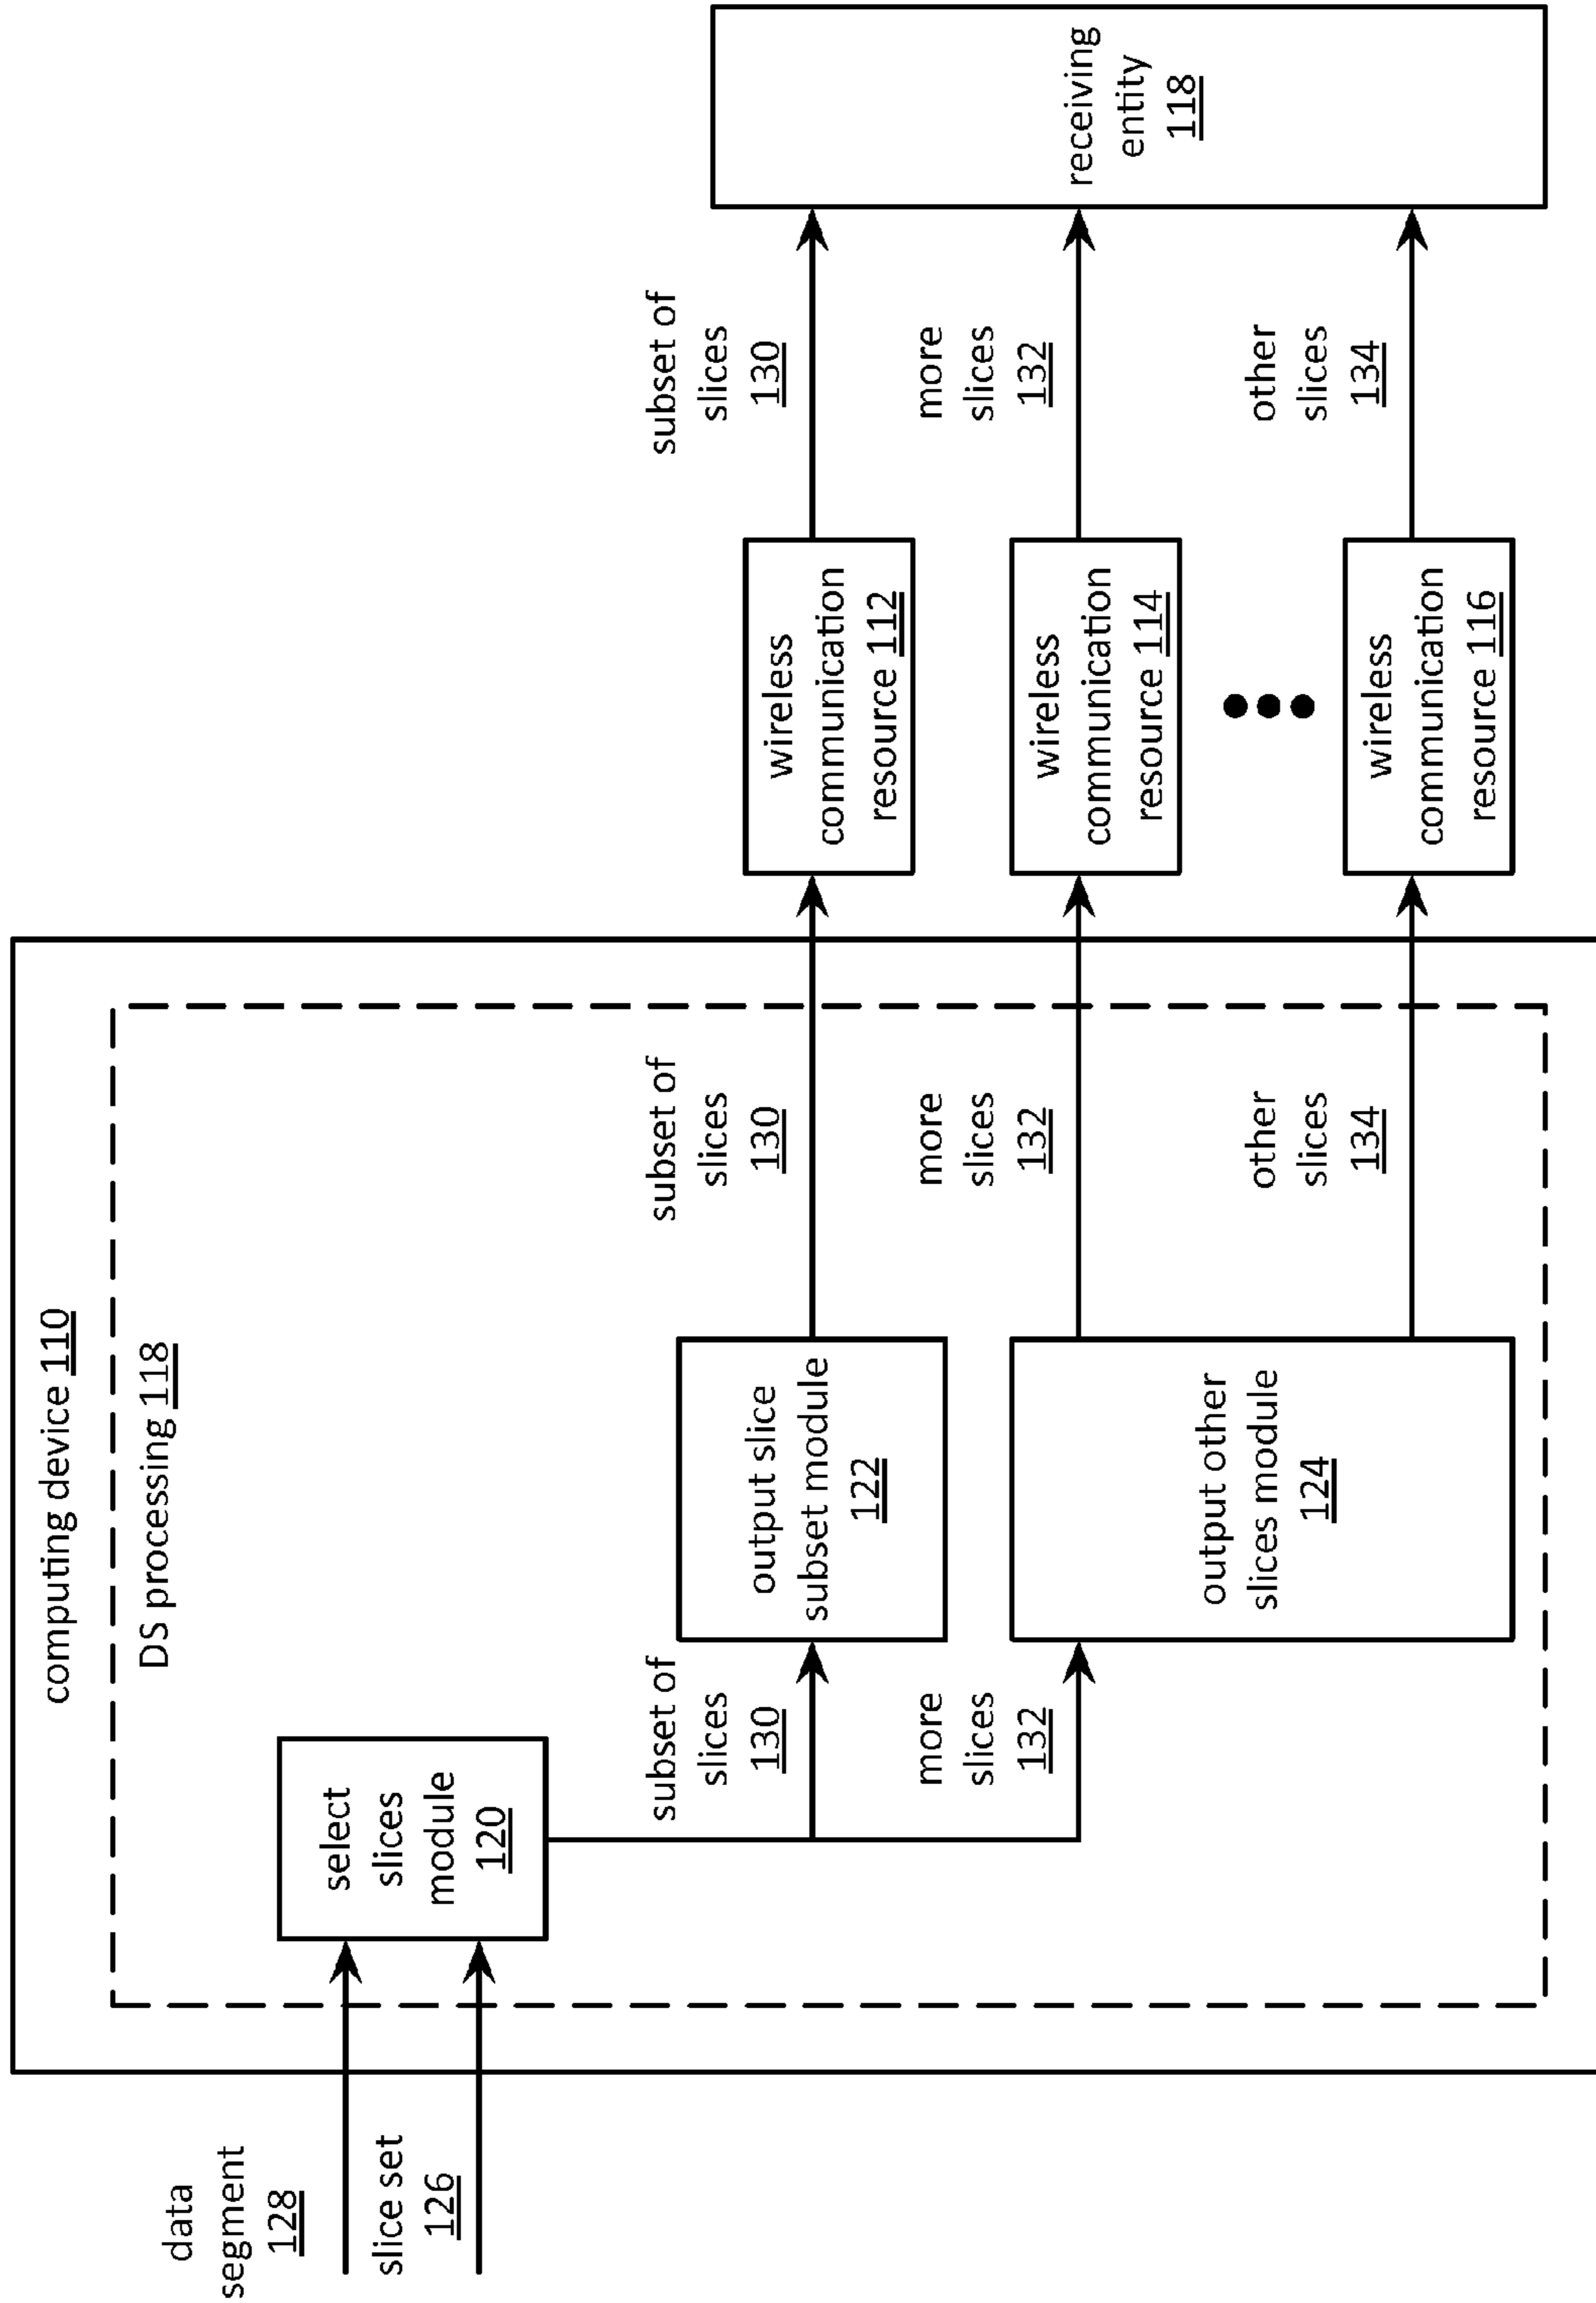 computing device 110
DS processing 118
data
segment
128
slice set
126
select
slices
module
120
subset of
slices
130
more
slices
132
output slice
subset module
122
output other
slices module
124
subset of
slices
130
more
slices
132
other
slices
134
wireless
communication
resource 112
wireless
communication
resource 114
wireless
communication
resource 116
subset of
slices
130
more
slices
132
other
slices
134
receiving
entity
118